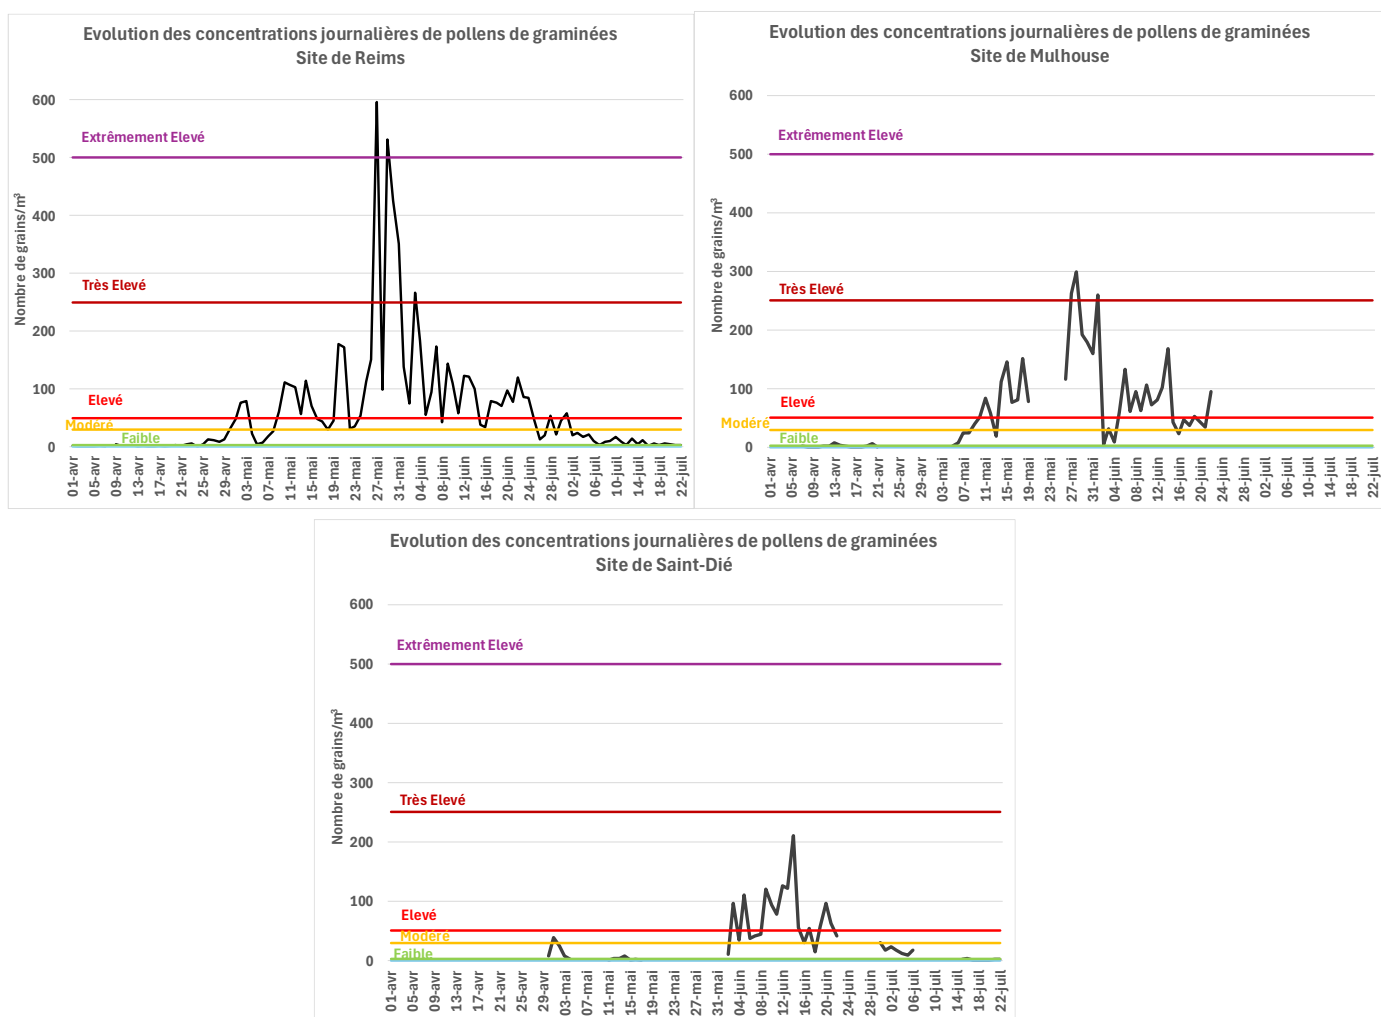 Evolution des concentrations journalières de pollens de graminées
Site de Reims
Nombre de grains/m³
600
500
400
300
200
100
0
Extrêmement Elevé
Très Elevé
Elevé
Modéré
Faible
01-avr
05-avr
09-avr
13-avr
17-avr
21-avr
25-avr
29-avr
03-mai
07-mai
11-mai
15-mai
19-mai
23-mai
27-mai
31-mai
04-juin
08-juin
12-juin
16-juin
20-juin
24-juin
28-juin
02-juil
06-juil
10-juil
14-juil
18-juil
22-juil
Evolution des concentrations journalières de pollens de graminées
Site de Mulhouse
Nombre de grains/m³
600
500
400
300
200
100
0
Extrêmement Elevé
Très Elevé
Elevé
Modéré
Faible
01-avr
05-avr
09-avr
13-avr
17-avr
21-avr
25-avr
29-avr
03-mai
07-mai
11-mai
15-mai
19-mai
23-mai
27-mai
31-mai
04-juin
08-juin
12-juin
16-juin
20-juin
24-juin
28-juin
02-juil
06-juil
10-juil
14-juil
18-juil
22-juil
Evolution des concentrations journalières de pollens de graminées
Site de Saint-Dié
Nombre de grains/m³
600
500
400
300
200
100
0
Extrêmement Elevé
Très Elevé
Elevé
Modéré
Faible
01-avr
05-avr
09-avr
13-avr
17-avr
21-avr
25-avr
29-avr
03-mai
07-mai
11-mai
15-mai
19-mai
23-mai
27-mai
31-mai
04-juin
08-juin
12-juin
16-juin
20-juin
24-juin
28-juin
02-juil
06-juil
10-juil
14-juil
18-juil
22-juil